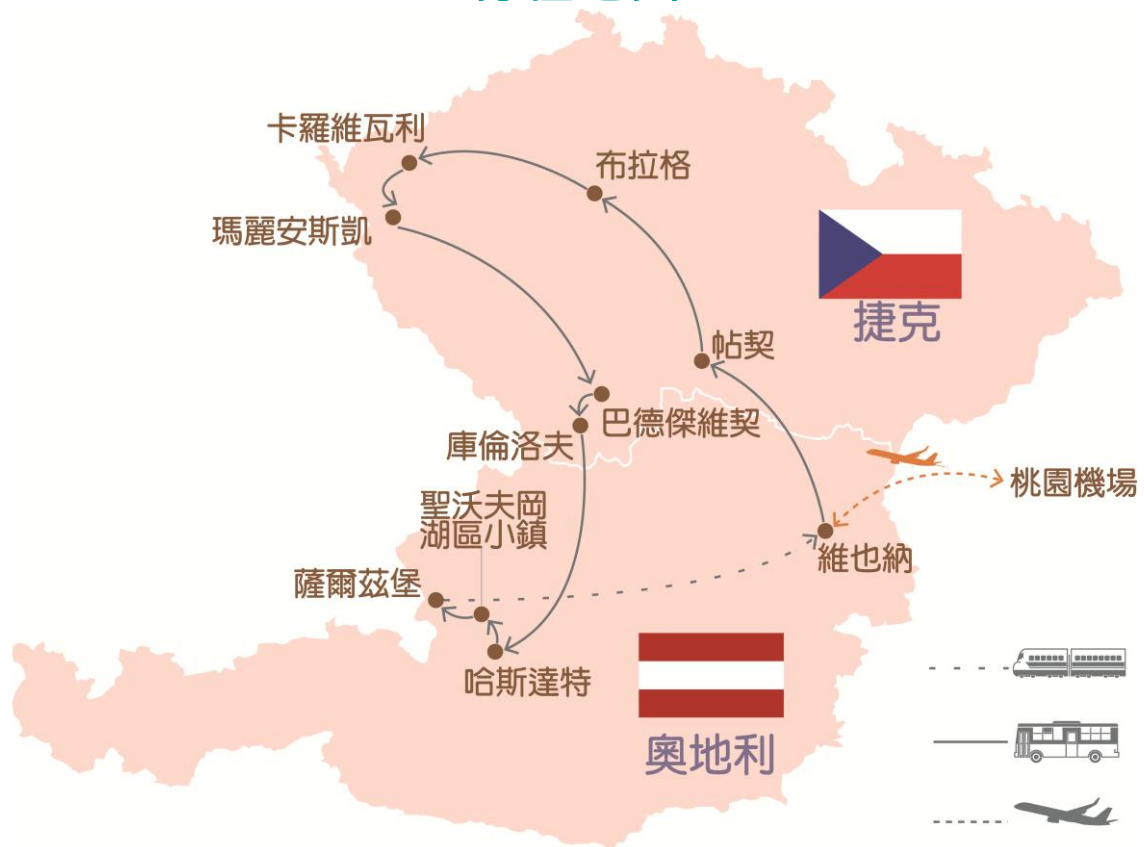 卡羅維瓦利
布拉格
瑪麗安斯凱
捷克
帖契
巴德傑維契
庫倫洛夫
桃園機場
聖沃夫岡
湖區小鎮
維也納
薩爾茲堡
哈斯達特
奧地利